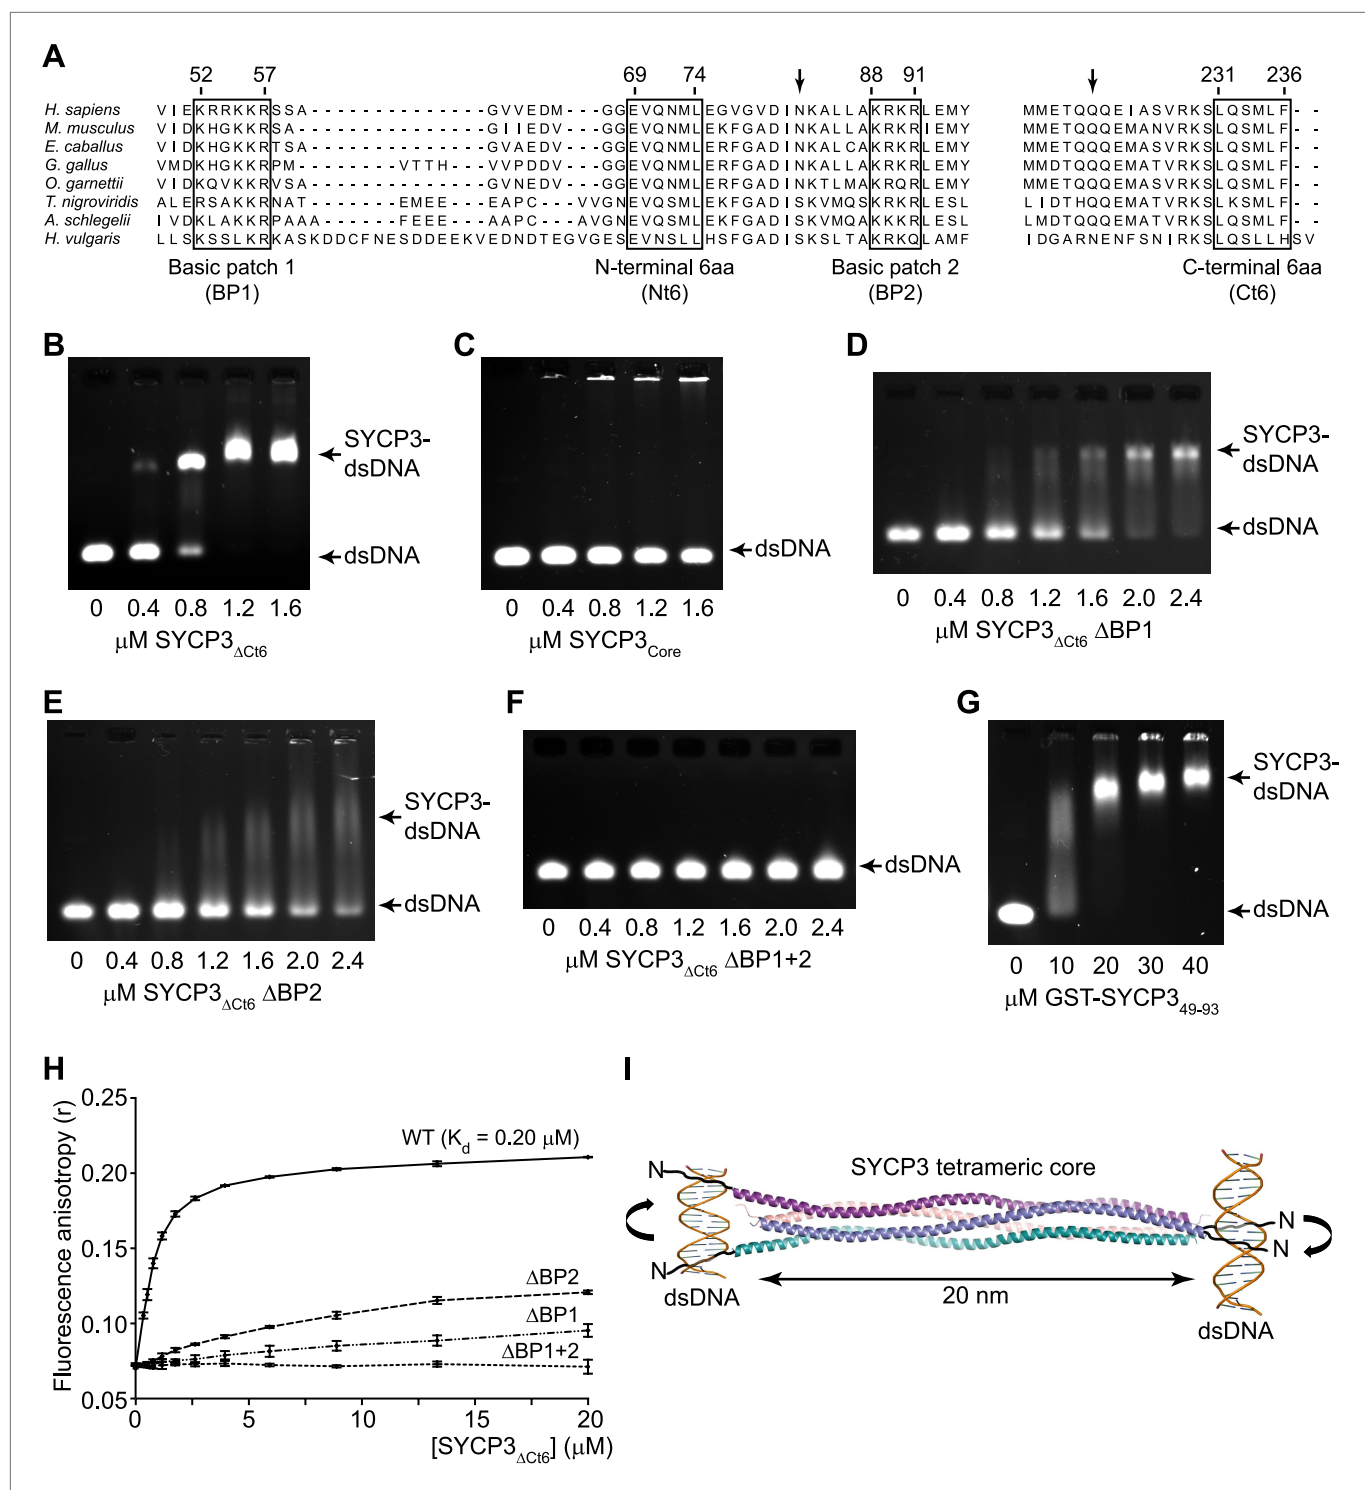 A
52 57 69 74 88 91 231 236
H. sapiens VIEKRRKKRSSA------------GVVEDM---GGEVQNMLEGVGVDINKALLAKRKRLEMY MMETQQQEIASVRKSLQSMLF--
M. musculus VIDKHGKKRSA-------------GIIEDV---GGEVQNMLEKFGADINKALLAKRKRIEMY MMETQQQEMANVRKSLQSMLF--
E. caballus VIDKHGKKRTSA------------GVAEDV---GGEVQNMLEKFGADINKALCAKRKRLEMY MMETQQQEMANVRKSLQSMLF--
G. gallus VMDKHGKKRPM------VTTH--VVPDDV---GGEVQNMLEKFGADINKALLAKRKRLEMY MMDTQQQEMATVRKSLQSMLF--
O. garnettii VIDKQVKKRVSA------------GVNEDV---GGEVQNMLERFGADINKTLMAKRQRLEMY MMETQQQEMANVRKSLQSMLF--
T. nigroviridis ALERSAKKRNAT-----EMEE---EAPC---VVGNEVQSMLERFGADISKVMQSKRKRLESL LIDTHQQEMATVRKSLKSMLF--
A. schlegelii IVDKLAKKRPAAA----FEEE---AAPC---AVGNEVQSMLERFGADISKVMQAKKKRLESL LMDTQQQEMATVRKSLQSMLF--
H. vulgaris LLSKSSLKRKASKDDCFNESDDEEKVEDNDTEGVGESEVNSLLHSFGADISKSLTAKRKQLAMF IDGARNENFSNIRKSLQSLLHSV
Basic patch 1 N-terminal 6aa Basic patch 2 C-terminal 6aa
(BP1) (Nt6) (BP2) (Ct6)
B
SYCP3-
dsDNA
dsDNA
0 0.4 0.8 1.2 1.6
μM SYCP3ΔCt6
C
dsDNA
0 0.4 0.8 1.2 1.6
μM SYCP3Core
D
SYCP3-
dsDNA
dsDNA
0 0.4 0.8 1.2 1.6 2.0 2.4
μM SYCP3ΔCt6 ΔBP1
E
SYCP3-
dsDNA
dsDNA
0 0.4 0.8 1.2 1.6 2.0 2.4
μM SYCP3ΔCt6 ΔBP2
F
dsDNA
0 0.4 0.8 1.2 1.6 2.0 2.4
μM SYCP3ΔCt6 ΔBP1+2
G
SYCP3-
dsDNA
dsDNA
0 10 20 30 40
μM GST-SYCP349-93
H
Fluorescence anisotropy (r)
0.25
0.20
0.15
0.10
0.05
WT (Kd = 0.20 μM)
ΔBP2
ΔBP1
ΔBP1+2
0 5 10 15 20
[SYCP3ΔCt6] (μM)
I
SYCP3 tetrameric core
N
N
N
N
dsDNA
20 nm
dsDNA